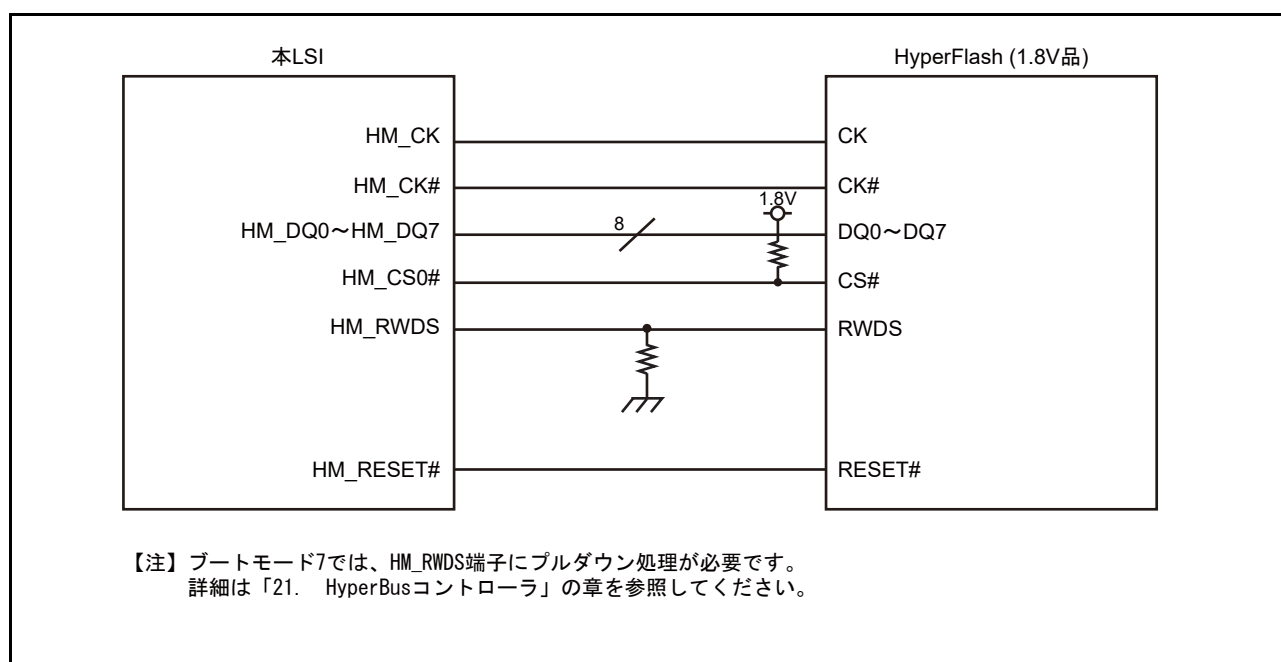 本LSI
HyperFlash (1.8V品)
HM_CK
CK
HM_CK#
CK#
1.8V
HM_DQ0～HM_DQ7
8
DQ0～DQ7
HM_CS0#
CS#
HM_RWDS
RWDS
HM_RESET#
RESET#
【注】ブートモード7では、HM_RWDS端子にプルダウン処理が必要です。
詳細は「21. HyperBusコントローラ」の章を参照してください。